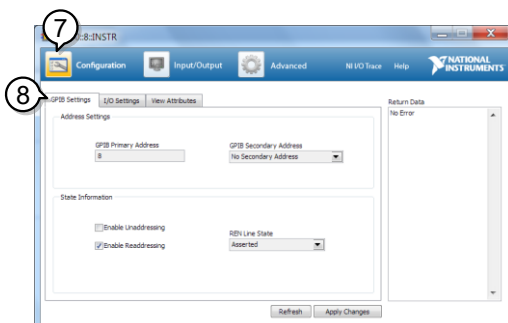 7
::8::INSTR
Configuration Input/Output Advanced NI I/O Trace Help NATIONAL INSTRUMENTS
8
GPIB Settings I/O Settings View Attributes Return Data
Address Settings No Error
GPIB Primary Address GPIB Secondary Address
8 No Secondary Address
State Information
Enable Unaddressing
REN Line State
Enable Readdressing Asserted
Refresh Apply Changes